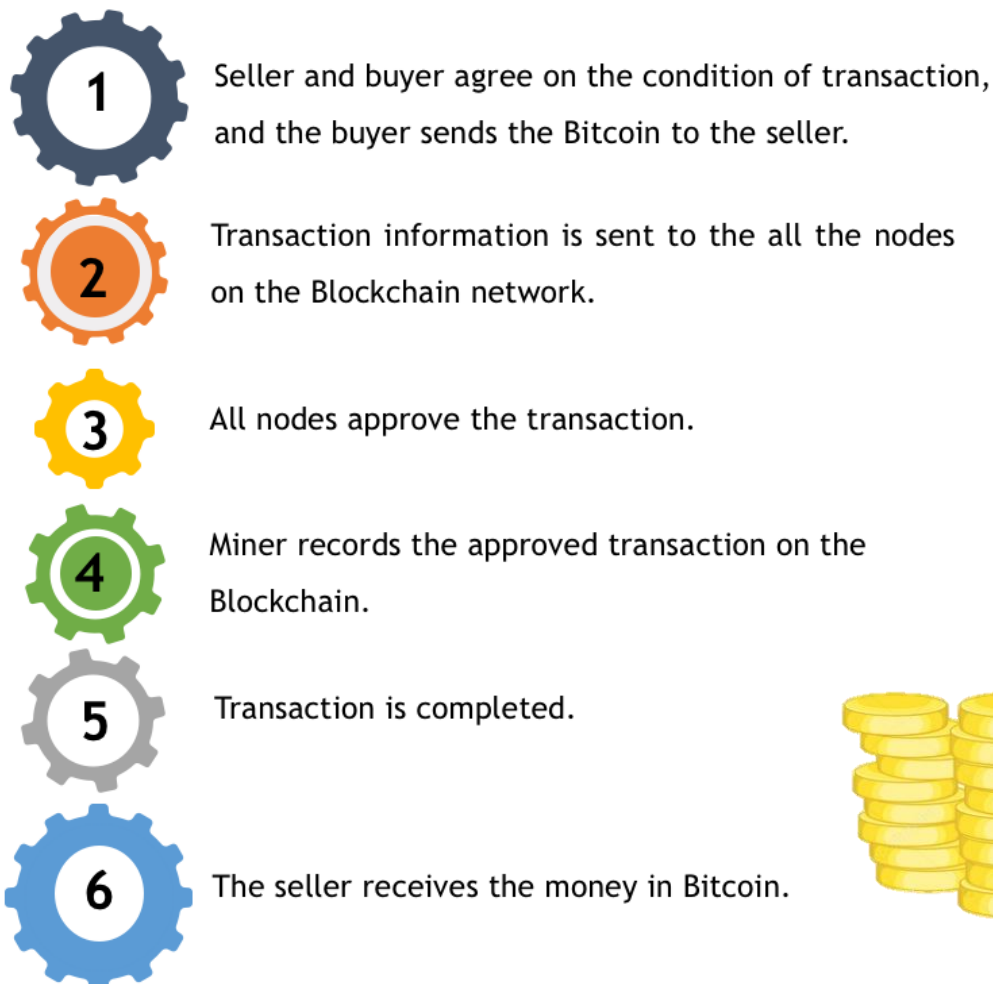 1
Seller and buyer agree on the condition of transaction,
and the buyer sends the Bitcoin to the seller.
2
Transaction information is sent to the all the nodes
on the Blockchain network.
3
All nodes approve the transaction.
4
Miner records the approved transaction on the
Blockchain.
5
Transaction is completed.
6
The seller receives the money in Bitcoin.